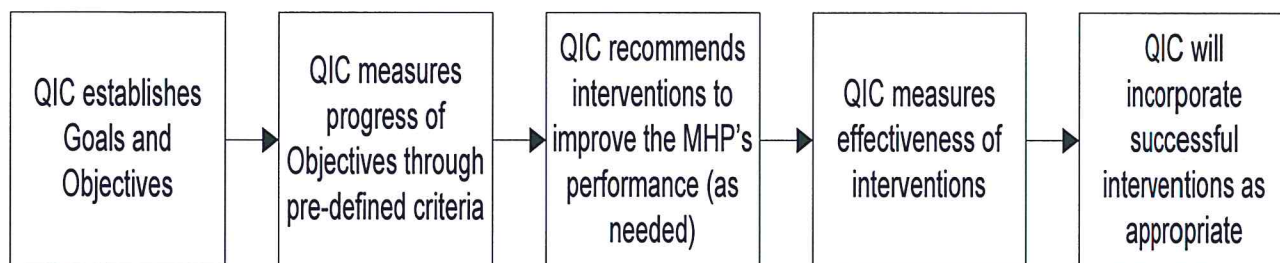 QIC establishes
Goals and
Objectives
QIC measures
progress of
Objectives through
pre-defined criteria
QIC recommends
interventions to
improve the MHP's
performance (as
needed)
QIC measures
effectiveness of
interventions
QIC will
incorporate
successful
interventions as
appropriate